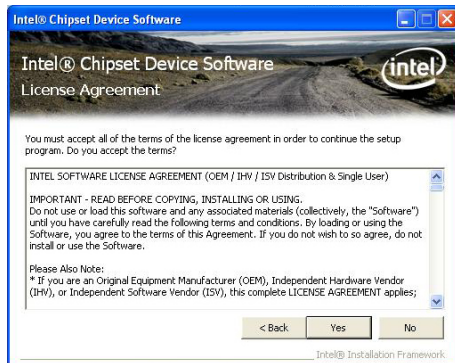 Intel® Chipset Device Software
Intel® Chipset Device Software
License Agreement
intel
You must accept all of the terms of the license agreement in order to continue the setup
program. Do you accept the terms?
INTEL SOFTWARE LICENSE AGREEMENT (OEM / IHV / ISV Distribution & Single User)
IMPORTANT - READ BEFORE COPYING, INSTALLING OR USING.
Do not use or load this software and any associated materials (collectively, the "Software")
until you have carefully read the following terms and conditions. By loading or using the
Software, you agree to the terms of this Agreement. If you do not wish to so agree, do not
install or use the Software.
Please Also Note:
* If you are an Original Equipment Manufacturer (OEM), Independent Hardware Vendor
(IHV), or Independent Software Vendor (ISV), this complete LICENSE AGREEMENT applies;
< Back Yes No
Intel® Installation Framework